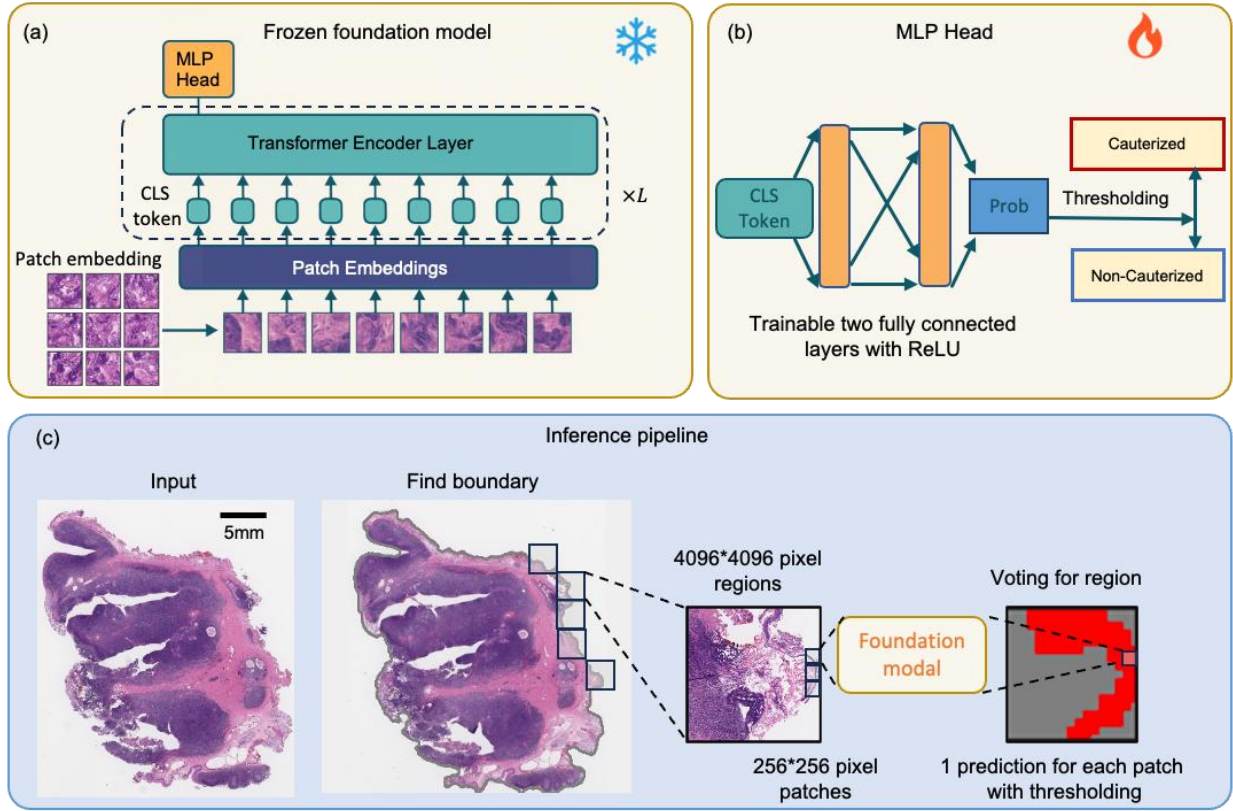 (a)
Frozen foundation model
MLP
Head
Transformer Encoder Layer
CLS
token
×L
Patch embedding
Patch Embeddings
(b)
MLP Head
CLS
Token
Prob
Thresholding
Cauterized
Non-Cauterized
Trainable two fully connected
layers with ReLU
(c)
Inference pipeline
Input
5mm
Find boundary
4096*4096 pixel
regions
256*256 pixel
patches
Foundation
modal
Voting for region
1 prediction for each patch
with thresholding